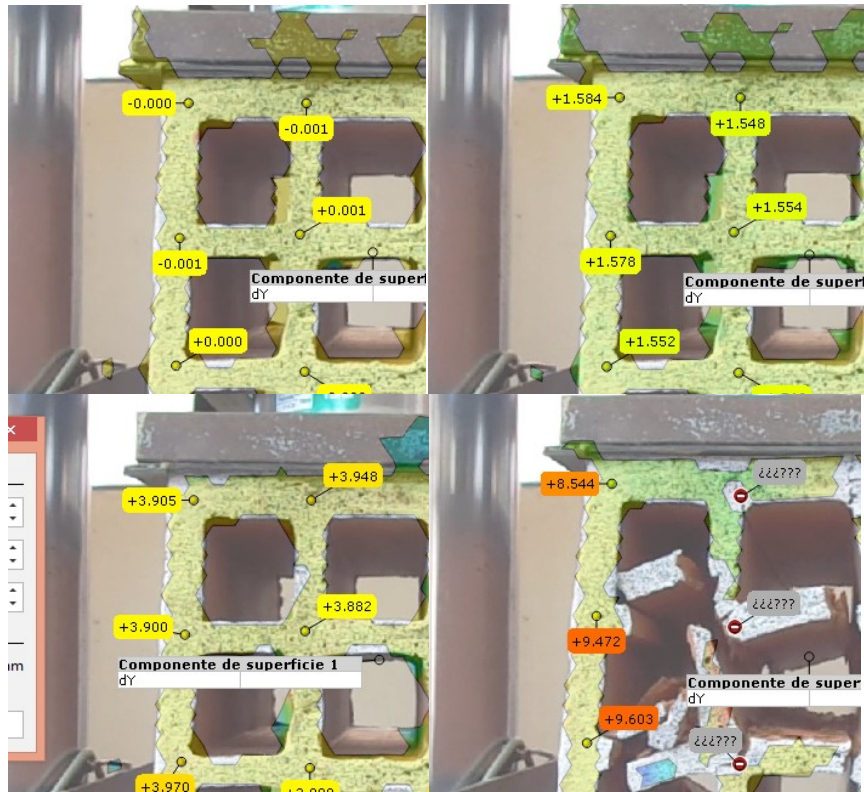 -0.000
-0.001
+0.001
-0.001
Componente de superf
dY
+0.000
+1.584
+1.548
+1.554
+1.578
Componente de superfi
dY
+1.552
×
am
+3.905
+3.948
+3.900
+3.882
Componente de superficie 1
dY
+3.970
+8.544
¿¿¿???
¿¿¿???
+9.472
Componente de super
dY
+9.603
¿¿¿???